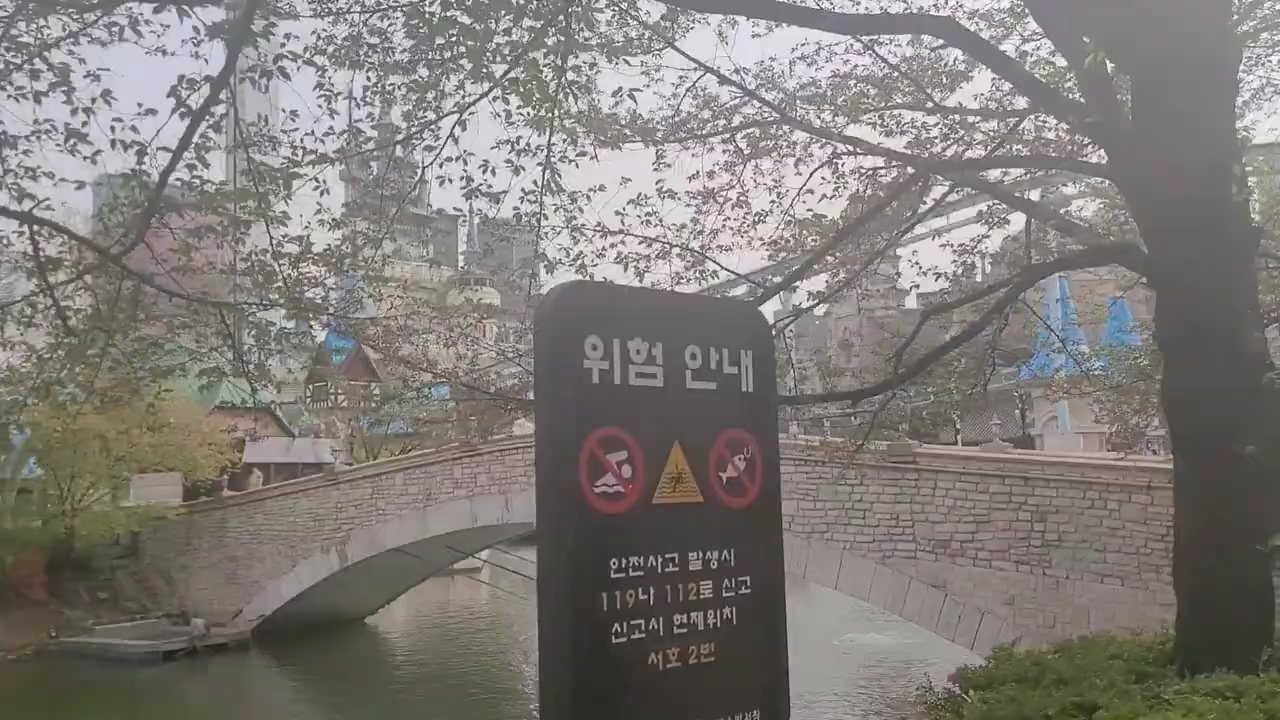 위험 안내
안전사고 발생시
119나 112로 신고
신고시 현재위치
서호 2번